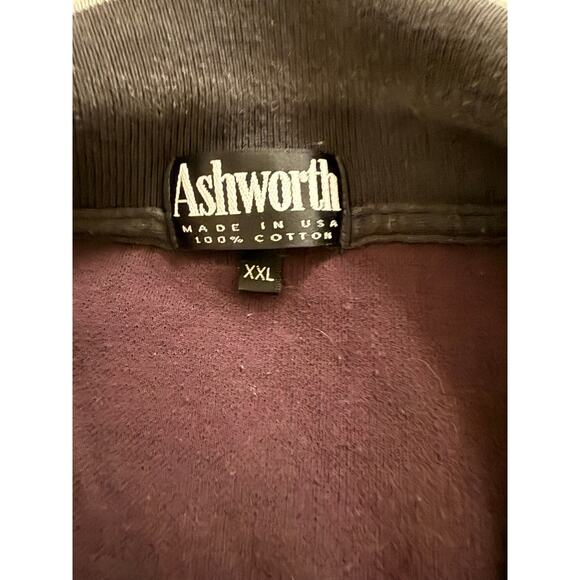 Ashworth
MADE IN USA
100% COTTON
XXL